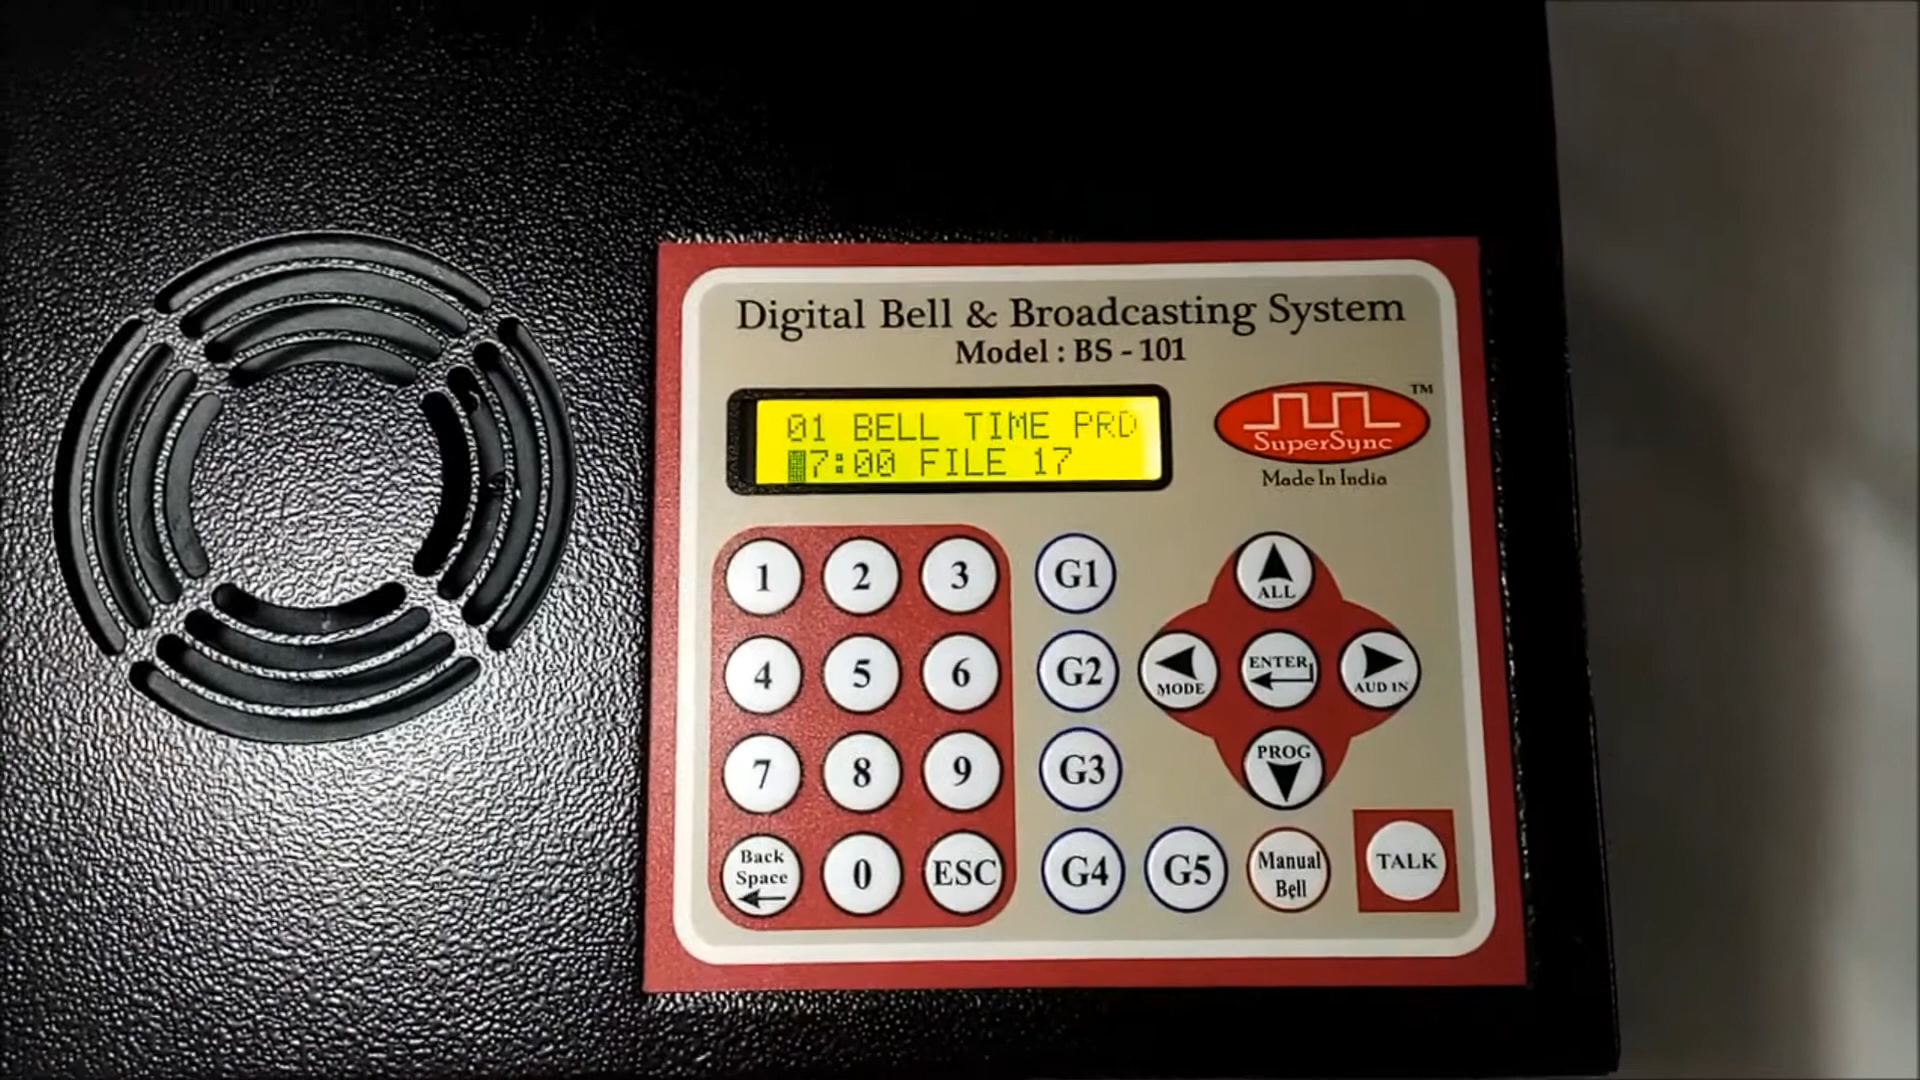 Digital Bell & Broadcasting System
Model : BS - 101
01 BELL TIME PRD
7:00 FILE 17
TM
SuperSync
Made In India
1 2 3 G1
ALL
4 5 6 G2
MODE
ENTER
AUD IN
7 8 9 G3
PROG
Back
Space
0 ESC G4 G5
Manual
Bell
TALK